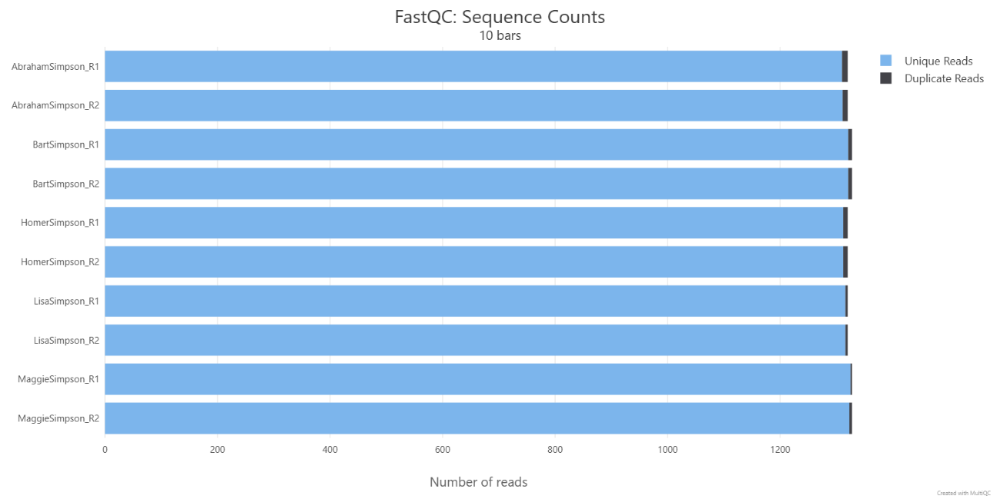 FastQC: Sequence Counts
10 bars
AbrahamSimpson_R1
AbrahamSimpson_R2
BartSimpson_R1
BartSimpson_R2
HomerSimpson_R1
HomerSimpson_R2
LisaSimpson_R1
LisaSimpson_R2
MaggieSimpson_R1
MaggieSimpson_R2
0 200 400 600 800 1000 1200
Number of reads
Unique Reads
Duplicate Reads
Created with MultiQC